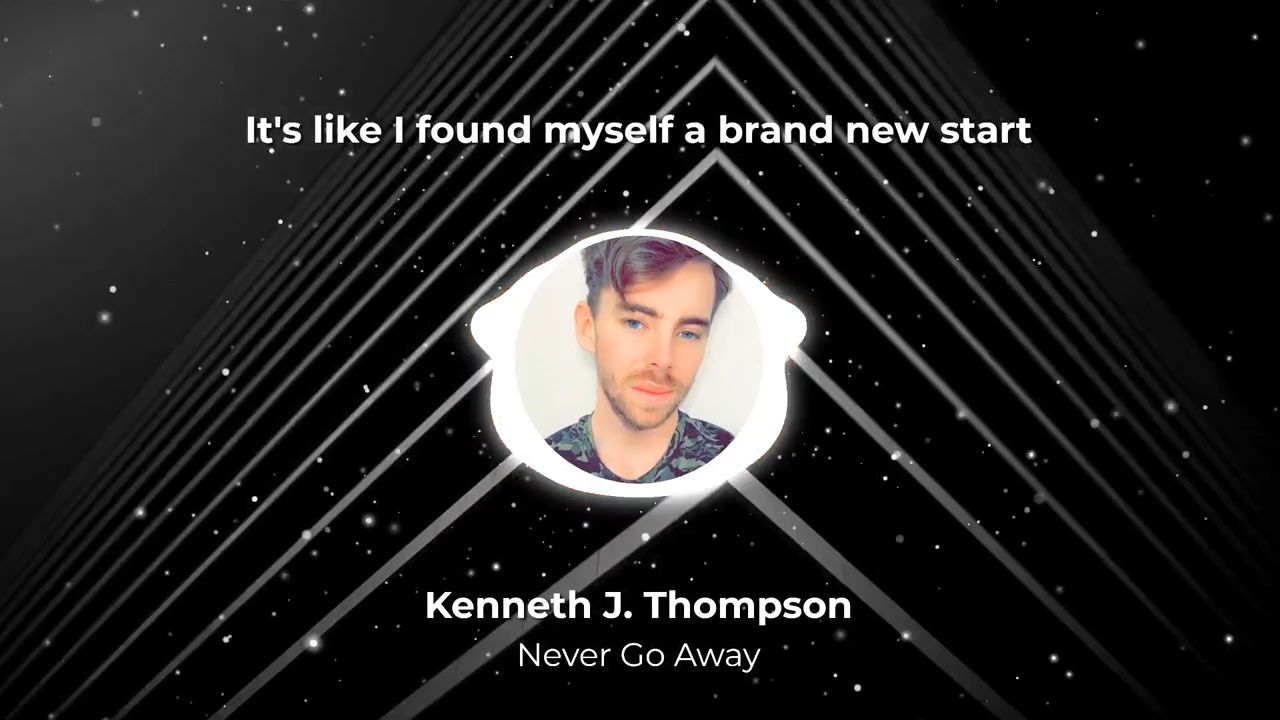 It's like I found myself a brand new start
Kenneth J. Thompson
Never Go Away